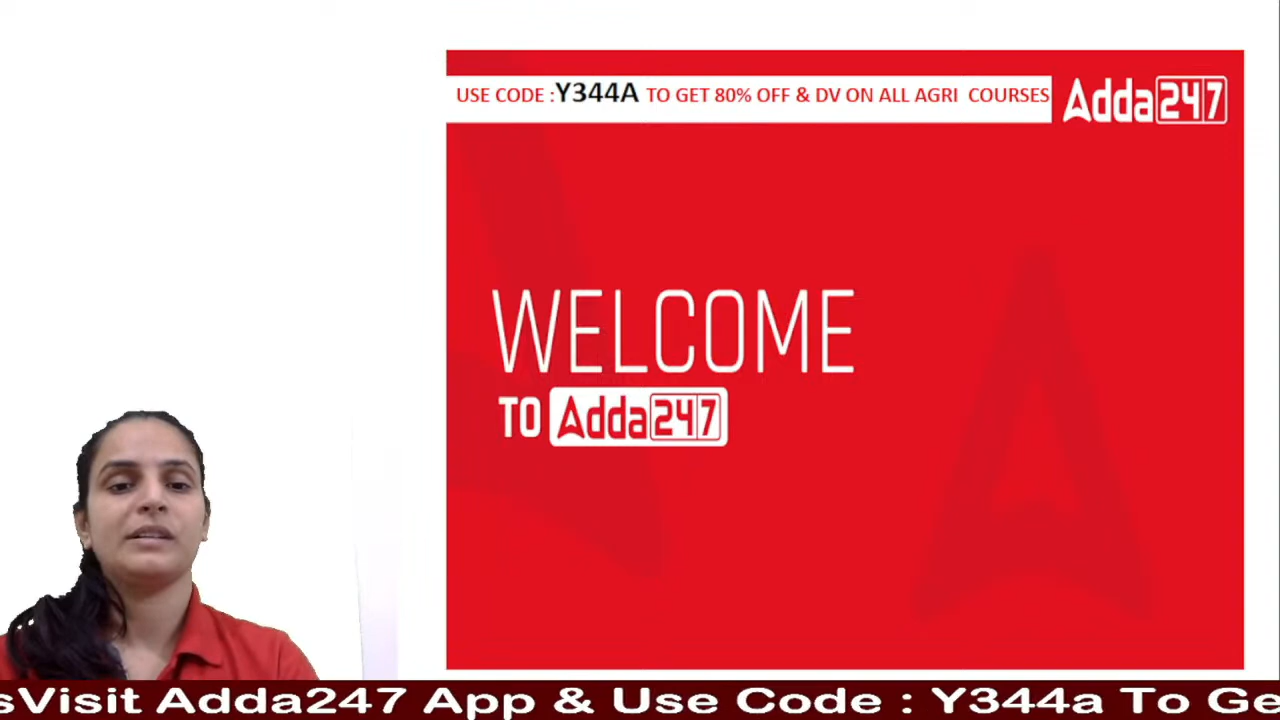 USE CODE :Y344A TO GET 80% OFF & DV ON ALL AGRI COURSES
Adda247
WELCOME
TO Adda247
sVisit Adda247 App & Use Code : Y344a To Ge